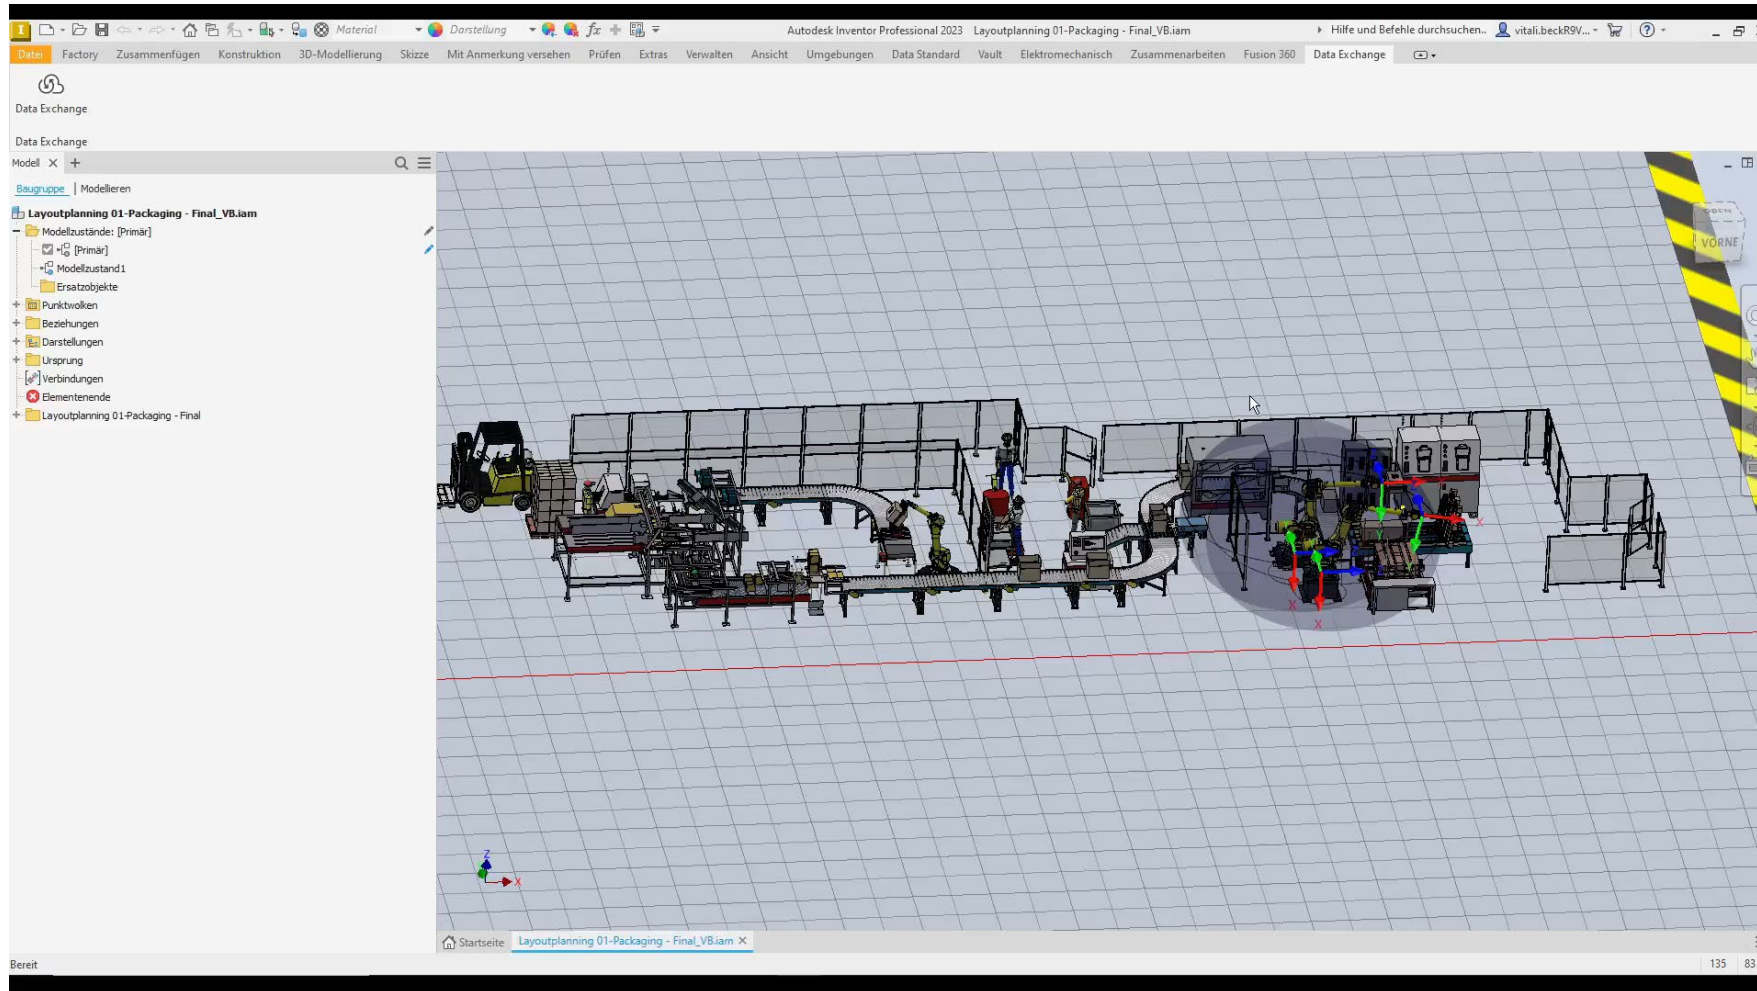 I Material Darstellung fx Autodesk Inventor Professional 2023 Layoutplanning 01-Packaging - Final_VB.iam Hilfe und Befehle durchsuchen... vitali.beckR9V...
Datei Factory Zusammenfügen Konstruktion 3D-Modellierung Skizze Mit Anmerkung versehen Prüfen Extras Verwalten Ansicht Umgebungen Data Standard Vault Elektromechanisch Zusammenarbeiten Fusion 360 Data Exchange
Data Exchange
Data Exchange
Modell
Baugruppe | Modellieren
Layoutplanning 01-Packaging - Final_VB.iam
Modellzustände: [Primär]
[Primär]
Modellzustand1
Ersatzobjekte
Punktwolken
Beziehungen
Darstellungen
Ursprung
Verbindungen
Elementenende
Layoutplanning 01-Packaging - Final
OBEN
VORNE
X
Y
X
X
Z
X
Startseite Layoutplanning 01-Packaging - Final_VB.iam
Bereit 135 83